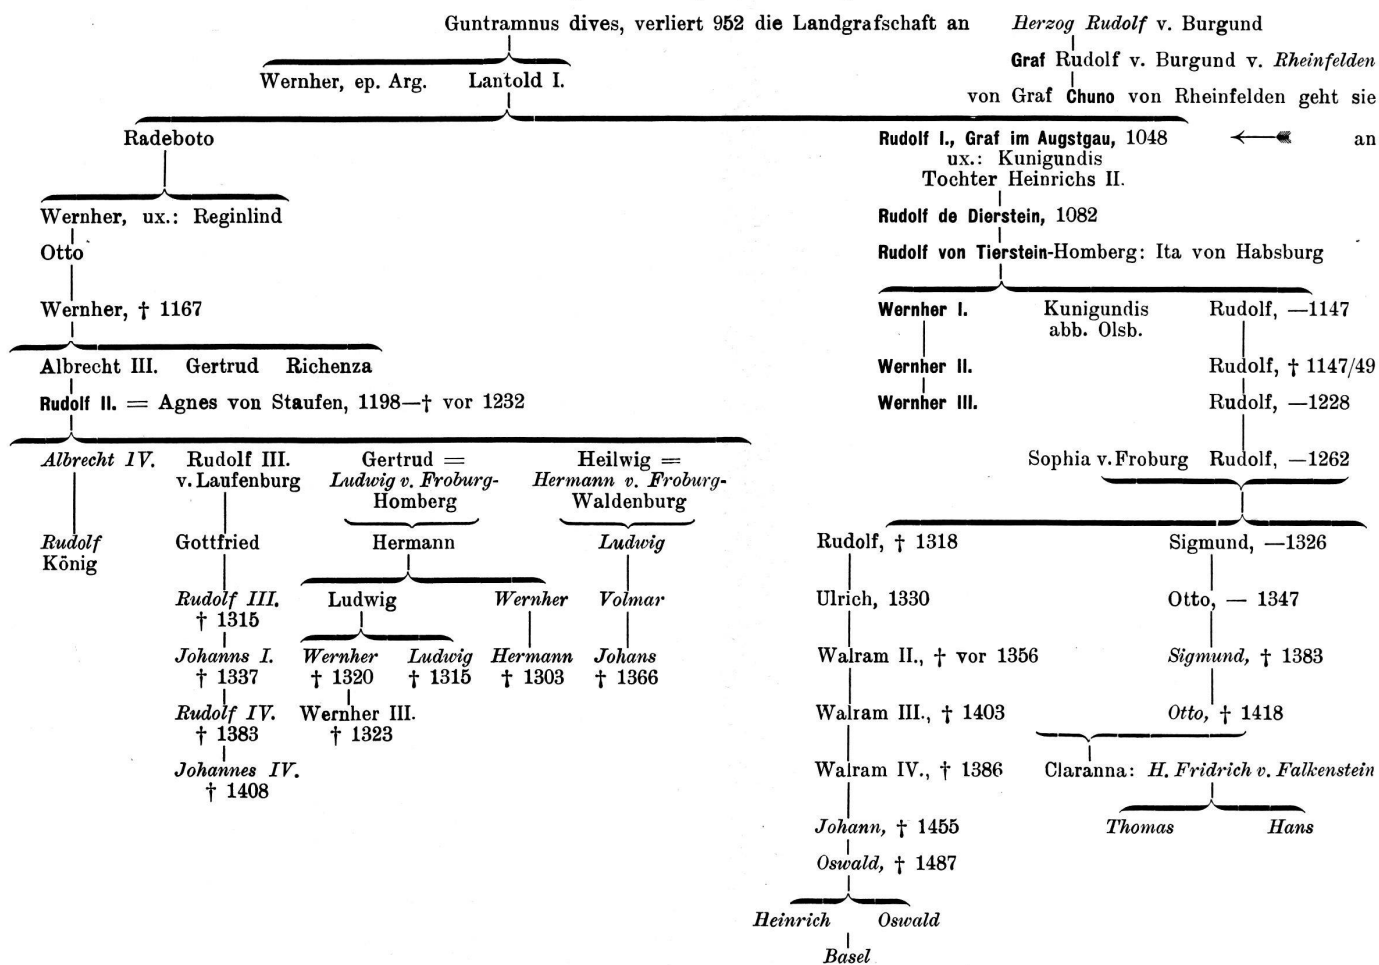 Guntramnus dives, verliert 952 die Landgrafschaft an Herzog Rudolf v. Burgund
Graf Rudolf v. Burgund v. Rheinfelden
Wernher, ep. Arg. Lantold I.
von Graf Chuno von Rheinfelden geht sie
Radeboto
Rudolf I., Graf im Augstgau, 1048 an
ux.: Kunigundis
Tochter Heinrichs II.
Wernher, ux.: Reginlind
Rudolf de Dierstein, 1082
Otto
Rudolf von Tierstein-Homberg: Ita von Habsburg
Wernher, † 1167
Wernher I. Kunigundis Rudolf, —1147
abb. Olsb.
Albrecht III. Gertrud Richenza
Wernher II. Rudolf, † 1147/49
Rudolf II. = Agnes von Staufen, 1198—† vor 1232
Wernher III. Rudolf, —1228
Albrecht IV. Rudolf III. Gertrud = Heilwig =
v. Laufenburg Ludwig v. Froburg- Hermann v. Froburg-
Homberg Waldenburg
Sophia v. Froburg Rudolf, —1262
Rudolf Gottfried Hermann Ludwig
König
Rudolf, † 1318 Sigmund, —1326
Rudolf III. Ludwig Wernher Volmar
† 1315
Ulrich, 1330 Otto, — 1347
Johanns I. Wernher Ludwig Hermann Johans
† 1337 † 1320 † 1315 † 1303 † 1366
Walram II., † vor 1356 Sigmund, † 1383
Rudolf IV. Wernher III.
† 1383 † 1323
Walram III., † 1403 Otto, † 1418
Johannes IV.
† 1408
Walram IV., † 1386 Claranna: H. Fridrich v. Falkenstein
Johann, † 1455 Thomas Hans
Oswald, † 1487
Heinrich Oswald
Basel